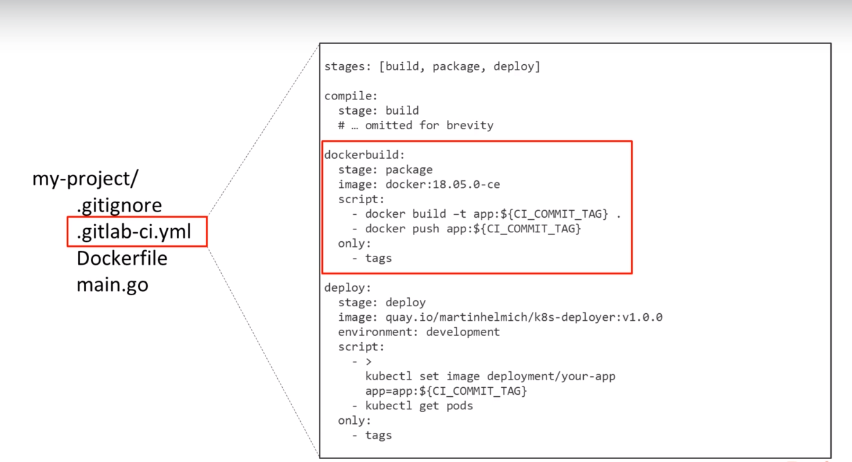 my-project/
.gitignore
.gitlab-ci.yml
Dockerfile
main.go
stages: [build, package, deploy]
compile:
  stage: build
  # … omitted for brevity
dockerbuild:
  stage: package
  image: docker:18.05.0-ce
  script:
    - docker build –t app:${CI_COMMIT_TAG} .
    - docker push app:${CI_COMMIT_TAG}
  only:
    - tags
deploy:
  stage: deploy
  image: quay.io/martinhelmich/k8s-deployer:v1.0.0
  environment: development
  script:
    - >
      kubectl set image deployment/your-app
      app=app:${CI_COMMIT_TAG}
    - kubectl get pods
  only:
    - tags